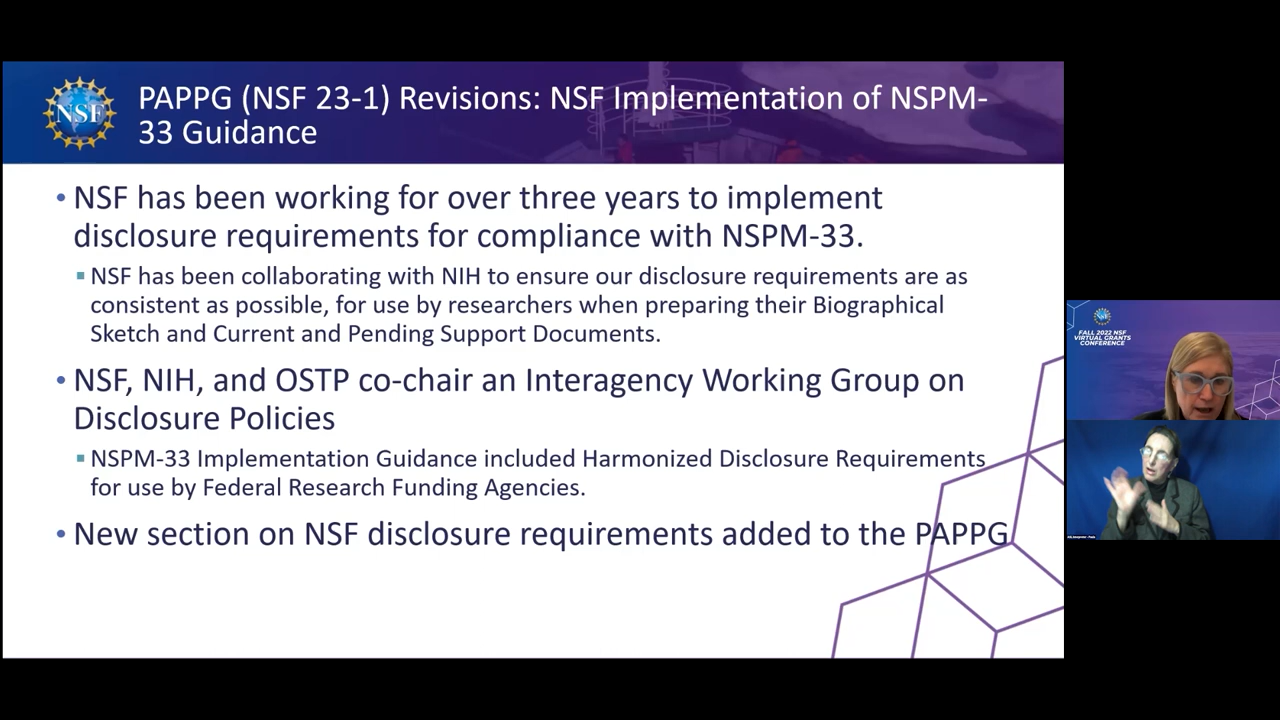 NSF
PAPPG (NSF 23-1) Revisions: NSF Implementation of NSPM-
33 Guidance
• NSF has been working for over three years to implement
disclosure requirements for compliance with NSPM-33.
▪ NSF has been collaborating with NIH to ensure our disclosure requirements are as
consistent as possible, for use by researchers when preparing their Biographical
Sketch and Current and Pending Support Documents.
• NSF, NIH, and OSTP co-chair an Interagency Working Group on
Disclosure Policies
▪ NSPM-33 Implementation Guidance included Harmonized Disclosure Requirements
for use by Federal Research Funding Agencies.
• New section on NSF disclosure requirements added to the PAPPG
FALL 2022 NSF
VIRTUAL GRANTS
CONFERENCE